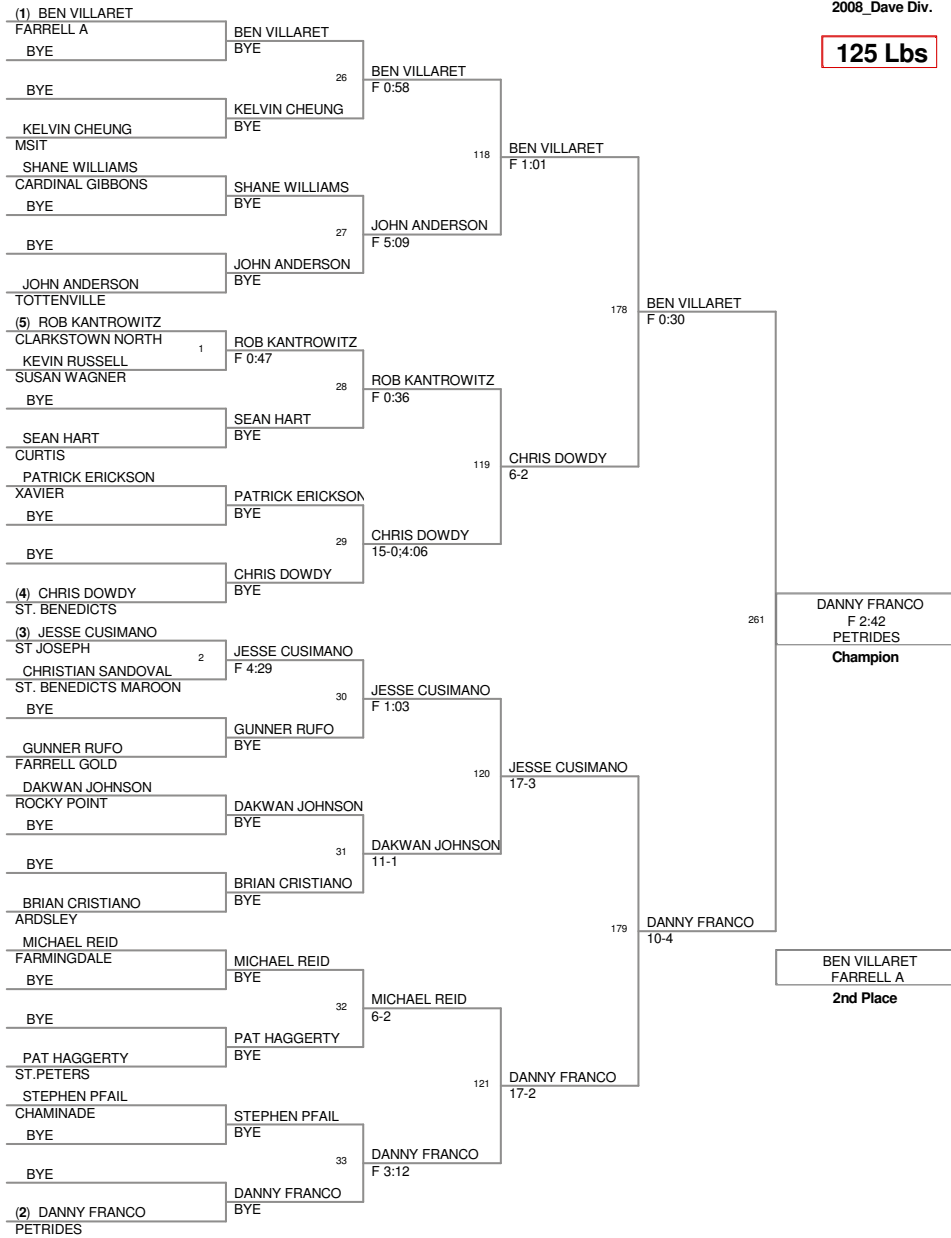 2008_Dave Div.
125 Lbs
(1) BEN VILLARET
FARRELL A
BYE
BYE
KELVIN CHEUNG
MSIT
SHANE WILLIAMS
CARDINAL GIBBONS
BYE
BYE
JOHN ANDERSON
TOTTENVILLE
(5) ROB KANTROWITZ
CLARKSTOWN NORTH
1
KEVIN RUSSELL
SUSAN WAGNER
BYE
SEAN HART
CURTIS
PATRICK ERICKSON
XAVIER
BYE
BYE
(4) CHRIS DOWDY
ST. BENEDICTS
(3) JESSE CUSIMANO
ST JOSEPH
2
CHRISTIAN SANDOVAL
ST. BENEDICTS MAROON
BYE
GUNNER RUFO
FARRELL GOLD
DAKWAN JOHNSON
ROCKY POINT
BYE
BYE
BRIAN CRISTIANO
ARDSLEY
MICHAEL REID
FARMINGDALE
BYE
BYE
PAT HAGGERTY
ST.PETERS
STEPHEN PFAIL
CHAMINADE
BYE
BYE
(2) DANNY FRANCO
PETRIDES
BEN VILLARET
BYE
26
KELVIN CHEUNG
BYE
SHANE WILLIAMS
BYE
27
JOHN ANDERSON
BYE
ROB KANTROWITZ
F 0:47
28
SEAN HART
BYE
PATRICK ERICKSON
BYE
29
CHRIS DOWDY
BYE
JESSE CUSIMANO
F 4:29
30
GUNNER RUFO
BYE
DAKWAN JOHNSON
BYE
31
BRIAN CRISTIANO
BYE
MICHAEL REID
BYE
32
PAT HAGGERTY
BYE
STEPHEN PFAIL
BYE
33
DANNY FRANCO
BYE
BEN VILLARET
F 0:58
118
JOHN ANDERSON
F 5:09
ROB KANTROWITZ
F 0:36
119
CHRIS DOWDY
15-0;4:06
JESSE CUSIMANO
F 1:03
120
DAKWAN JOHNSON
11-1
MICHAEL REID
6-2
121
DANNY FRANCO
F 3:12
BEN VILLARET
F 1:01
178
CHRIS DOWDY
6-2
JESSE CUSIMANO
17-3
179
DANNY FRANCO
17-2
BEN VILLARET
F 0:30
261
DANNY FRANCO
10-4
DANNY FRANCO
F 2:42
PETRIDES
Champion
BEN VILLARET
FARRELL A
2nd Place